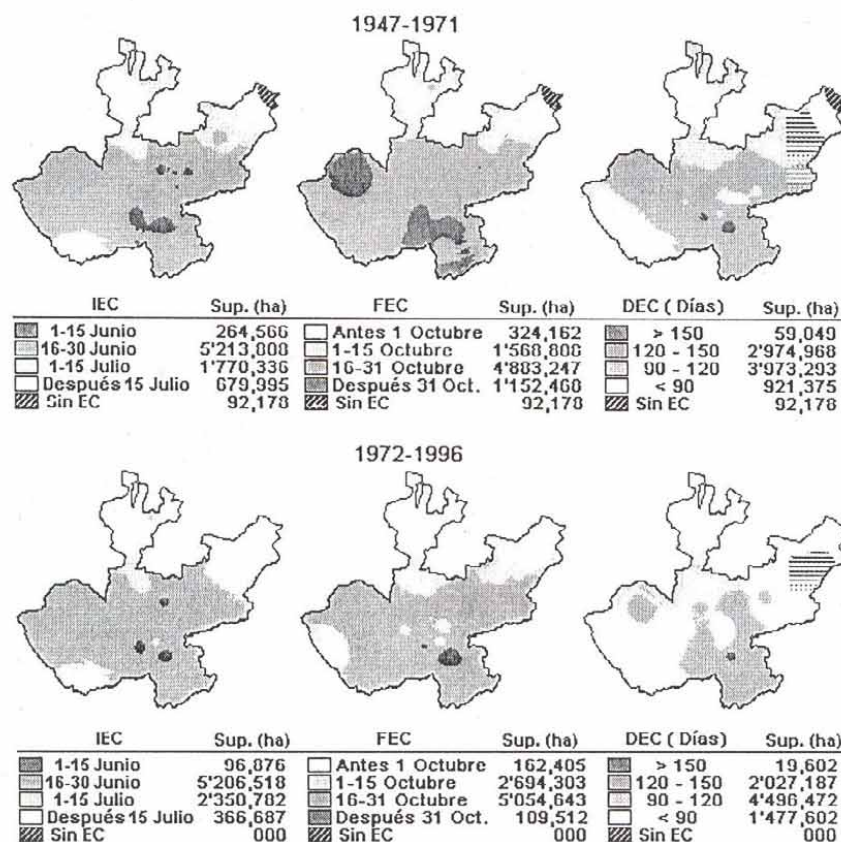 1947-1971
IEC Sup. (ha) FEC Sup. (ha) DEC ( Días) Sup. (ha)
1-15 Junio 264,566 Antes 1 Octubre 324,162 > 150 59,049
16-30 Junio 5'213,808 1-15 Octubre 1'568,808 120 - 150 2'974,968
1-15 Julio 1'770,336 16-31 Octubre 4'883,247 90 - 120 3'973,293
Después 15 Julio 679,995 Después 31 Oct. 1'152,460 < 90 921,375
Sin EC 92,178 Sin EC 92,178 Sin EC 92,178
1972-1996
IEC Sup. (ha) FEC Sup. (ha) DEC ( Días) Sup. (ha)
1-15 Junio 96,876 Antes 1 Octubre 162,405 > 150 19,602
16-30 Junio 5'206,518 1-15 Octubre 2'694,303 120 - 150 2'027,187
1-15 Julio 2'350,782 16-31 Octubre 5'054,643 90 - 120 4'496,472
Después 15 Julio 366,687 Después 31 Oct. 109,512 < 90 1'477,602
Sin EC 000 Sin EC 000 Sin EC 000